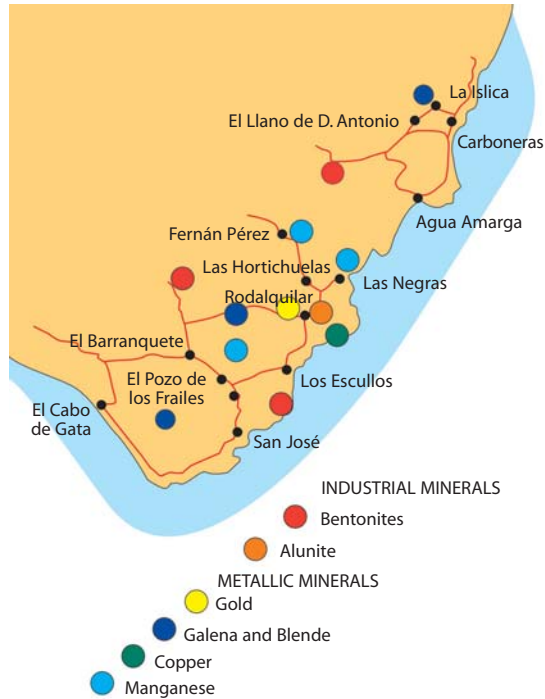 La Islica
El Llano de D. Antonio
Carboneras
Agua Amarga
Fernán Pérez
Las Hortichuelas
Las Negras
Rodalquilar
El Barranquete
El Pozo de
los Frailes
Los Escullos
El Cabo
de Gata
San José
INDUSTRIAL MINERALS
Bentonites
Alunite
METALLIC MINERALS
Gold
Galena and Blende
Copper
Manganese